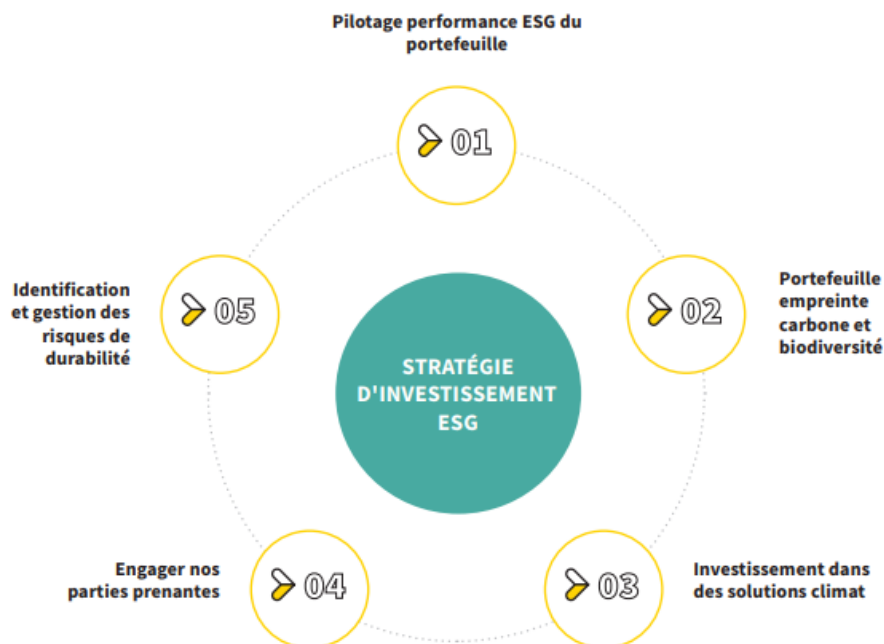 Pilotage performance ESG du
portefeuille
01
Portefeuille
empreinte
carbone et
biodiversité
02
Investissement dans
des solutions climat
03
Engager nos
parties prenantes
04
Identification
et gestion des
risques de
durabilité
05
STRATÉGIE
D'INVESTISSEMENT
ESG